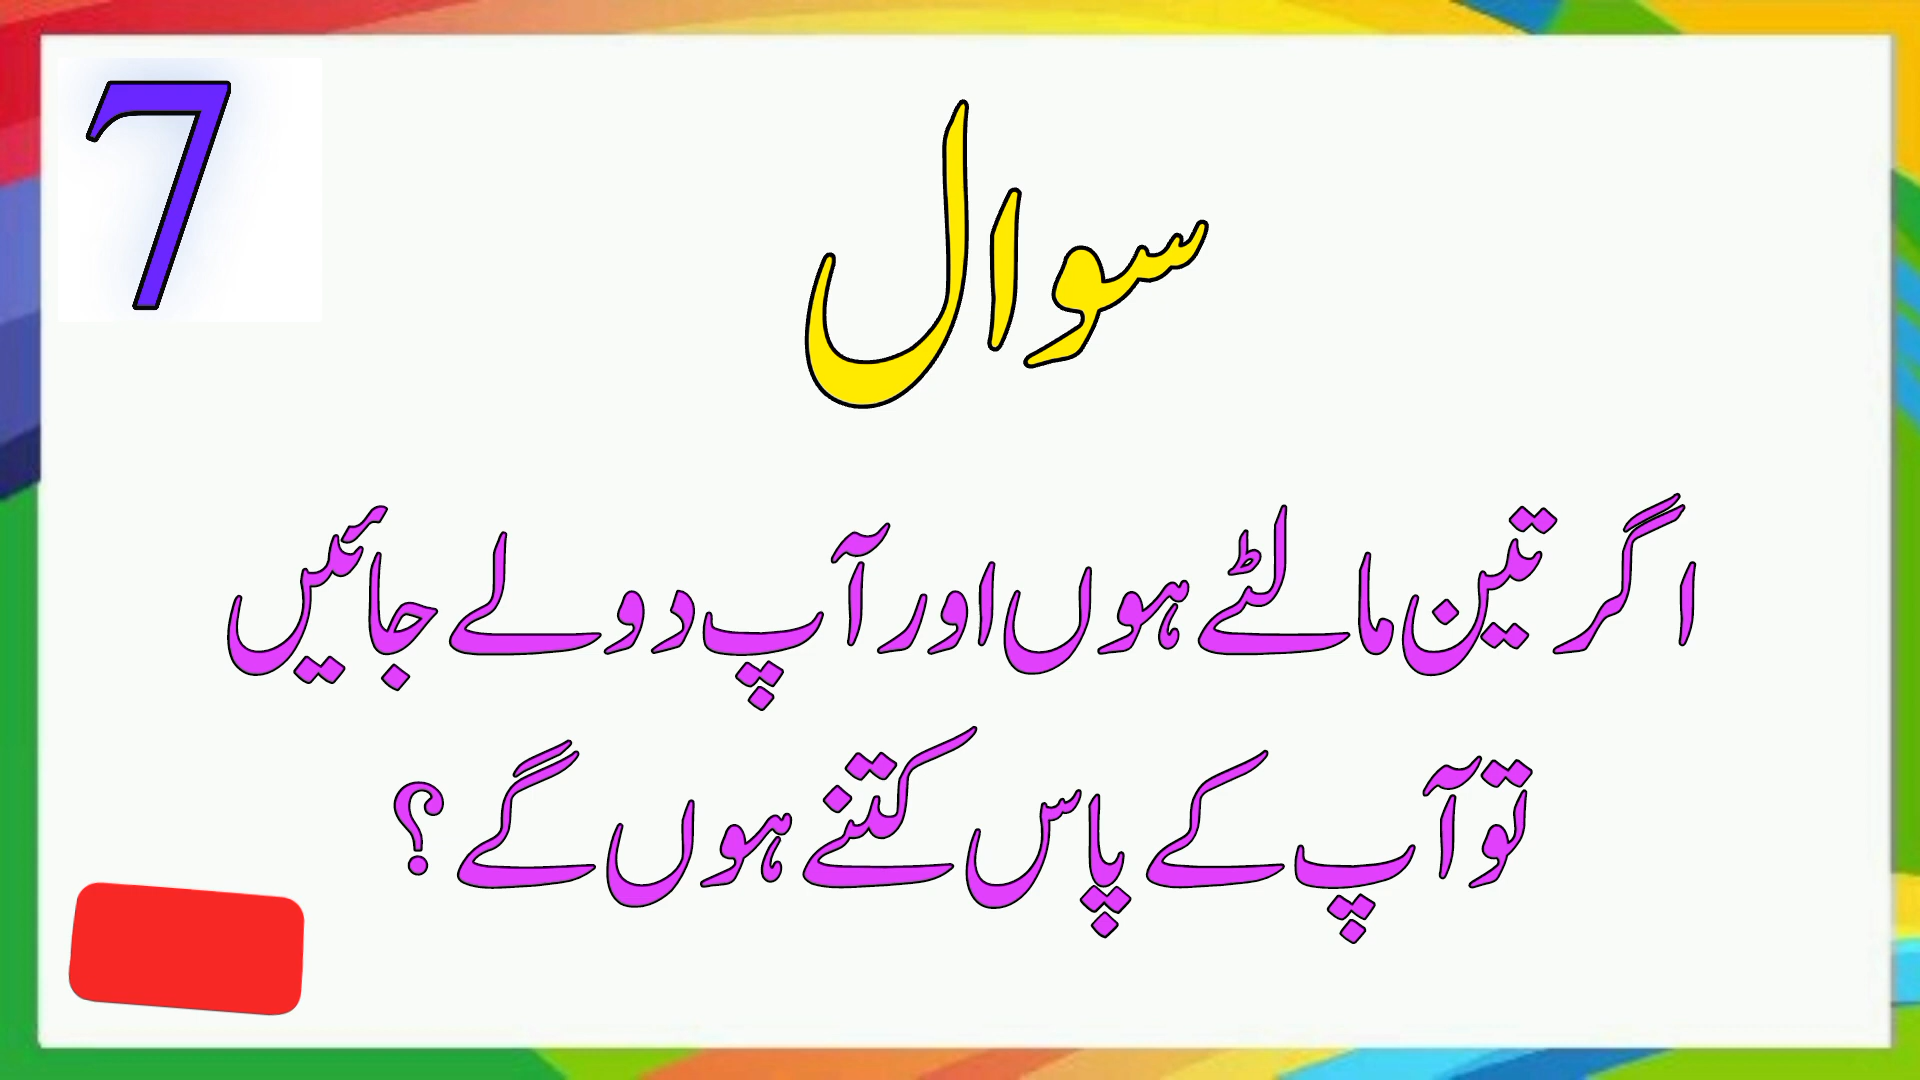 7
سوال
اگر تین مالٹے ہوں اور آپ دو لے جائیں
تو آپ کے پاس کتنے ہوں گے؟